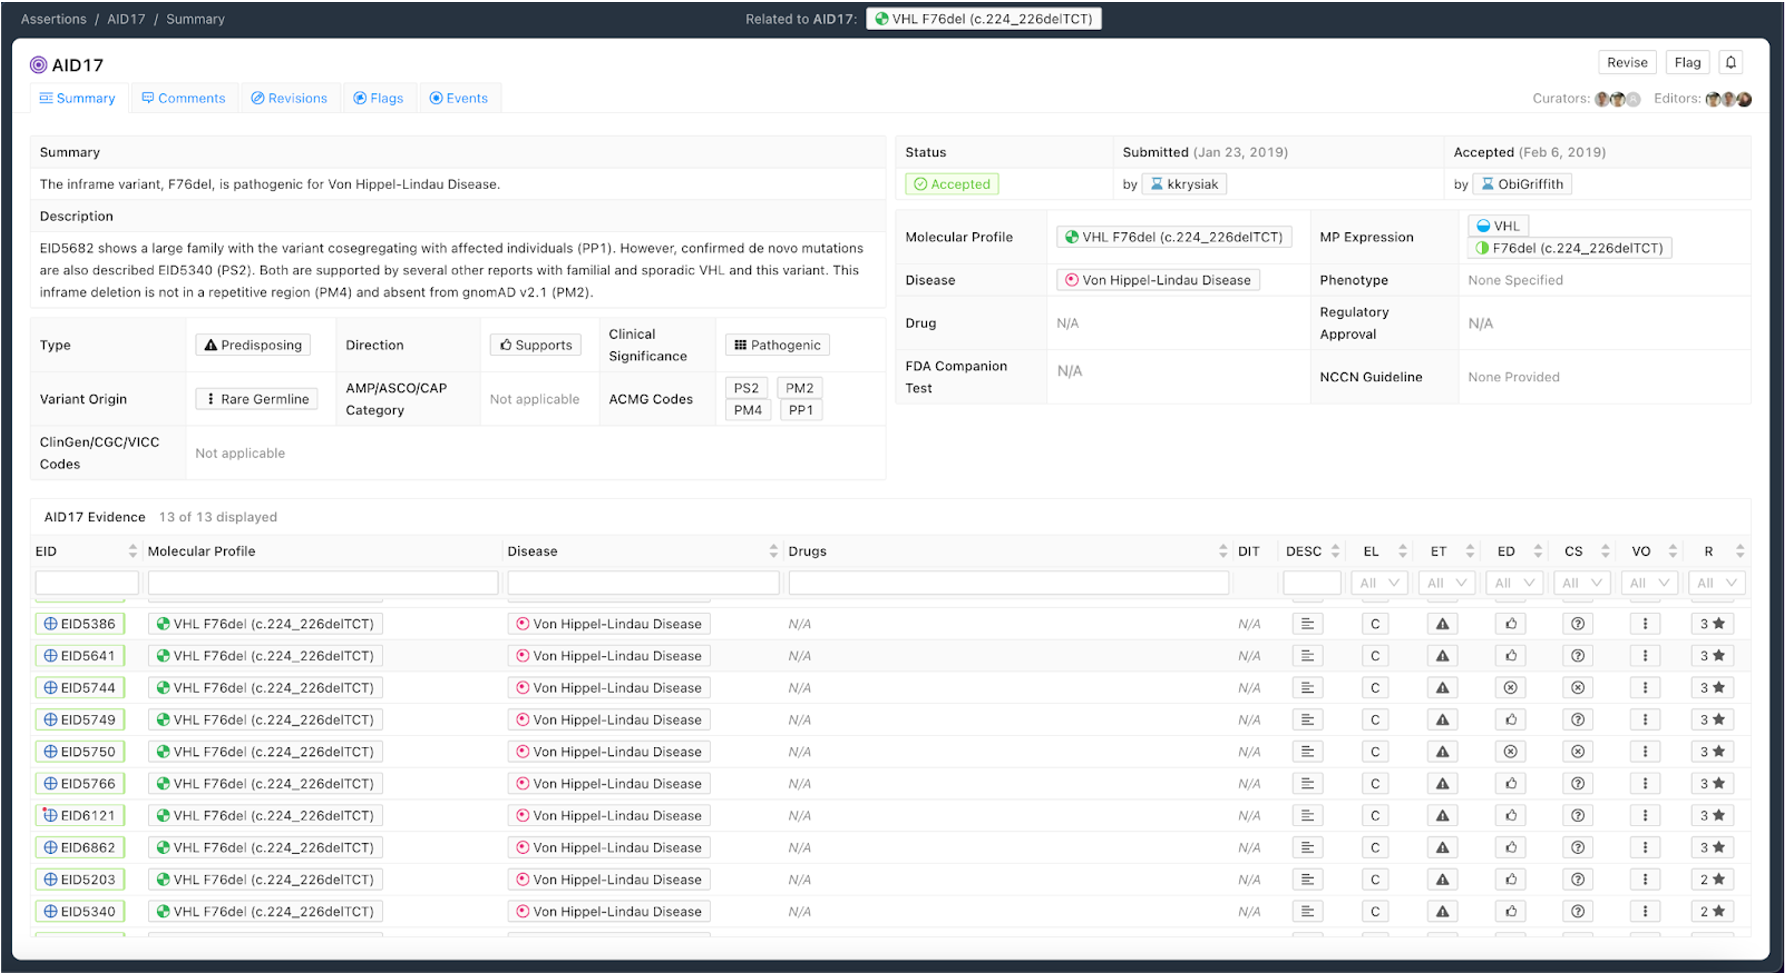 Assertions / AID17 / Summary
Related to AID17: VHL F76del (c.224_226delTCT)
AID17
Revise Flag
Summary Comments Revisions Flags Events
Curators: Editors:
Summary
The inframe variant, F76del, is pathogenic for Von Hippel-Lindau Disease.
Description
EID5682 shows a large family with the variant cosegregating with affected individuals (PP1). However, confirmed de novo mutations
are also described EID5340 (PS2). Both are supported by several other reports with familial and sporadic VHL and this variant. This
inframe deletion is not in a repetitive region (PM4) and absent from gnomAD v2.1 (PM2).
Type Predisposing Direction Supports Clinical
Significance Pathogenic
Variant Origin Rare Germline AMP/ASCO/CAP
Category Not applicable ACMG Codes PS2 PM2
PM4 PP1
ClinGen/CGC/VICC
Codes Not applicable
Status Submitted (Jan 23, 2019) Accepted (Feb 6, 2019)
Accepted by kkrysiak by ObiGriffith
Molecular Profile VHL F76del (c.224_226delTCT) MP Expression VHL
F76del (c.224_226delTCT)
Disease Von Hippel-Lindau Disease Phenotype None Specified
Drug N/A Regulatory
Approval N/A
FDA Companion
Test N/A NCCN Guideline None Provided
AID17 Evidence 13 of 13 displayed
EID Molecular Profile Disease Drugs DIT DESC EL ET ED CS VO R
All All All All All All
EID5386 VHL F76del (c.224_226delTCT) Von Hippel-Lindau Disease N/A N/A C 3
EID5641 VHL F76del (c.224_226delTCT) Von Hippel-Lindau Disease N/A N/A C 3
EID5744 VHL F76del (c.224_226delTCT) Von Hippel-Lindau Disease N/A N/A C 3
EID5749 VHL F76del (c.224_226delTCT) Von Hippel-Lindau Disease N/A N/A C 3
EID5750 VHL F76del (c.224_226delTCT) Von Hippel-Lindau Disease N/A N/A C 3
EID5766 VHL F76del (c.224_226delTCT) Von Hippel-Lindau Disease N/A N/A C 3
EID6121 VHL F76del (c.224_226delTCT) Von Hippel-Lindau Disease N/A N/A C 3
EID6862 VHL F76del (c.224_226delTCT) Von Hippel-Lindau Disease N/A N/A C 3
EID5203 VHL F76del (c.224_226delTCT) Von Hippel-Lindau Disease N/A N/A C 2
EID5340 VHL F76del (c.224_226delTCT) Von Hippel-Lindau Disease N/A N/A C 2